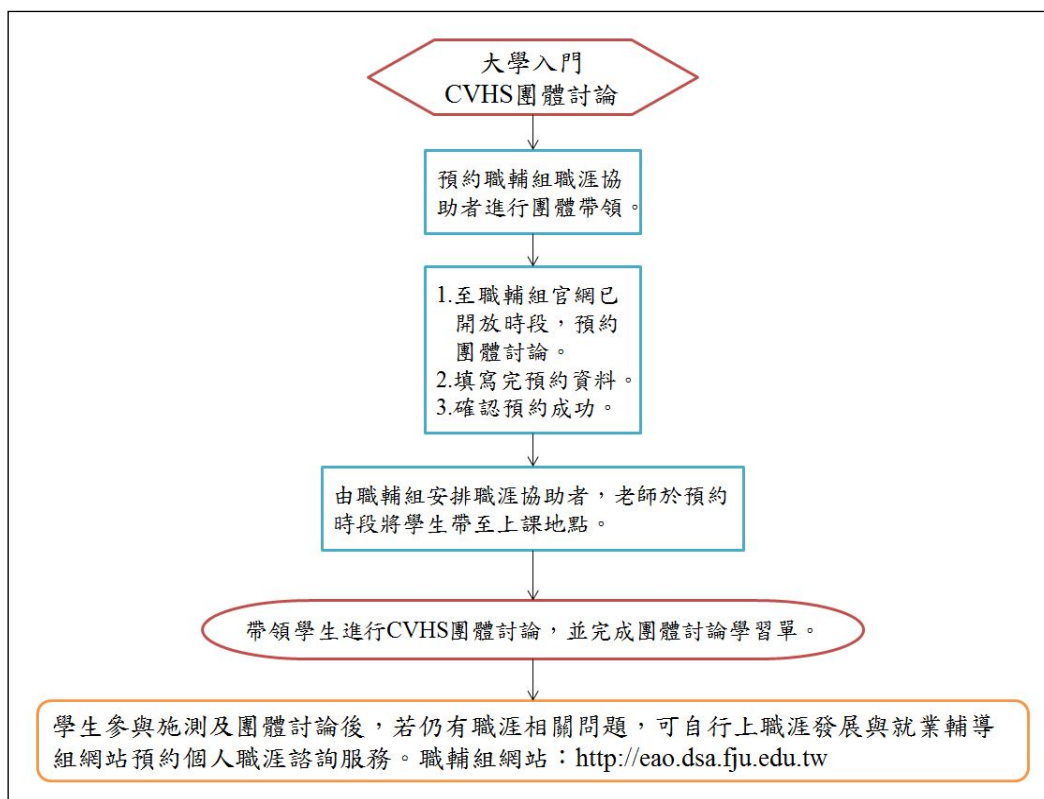 大學入門
CVHS團體討論
預約職輔組職涯協
助者進行團體帶領。
1.至職輔組官網已
開放時段，預約
團體討論。
2.填寫完預約資料。
3.確認預約成功。
由職輔組安排職涯協助者，老師於預約
時段將學生帶至上課地點。
帶領學生進行CVHS團體討論，並完成團體討論學習單。
學生參與施測及團體討論後，若仍有職涯相關問題，可自行上職涯發展與就業輔導
組網站預約個人職涯諮詢服務。職輔組網站：http://eao.dsa.fju.edu.tw